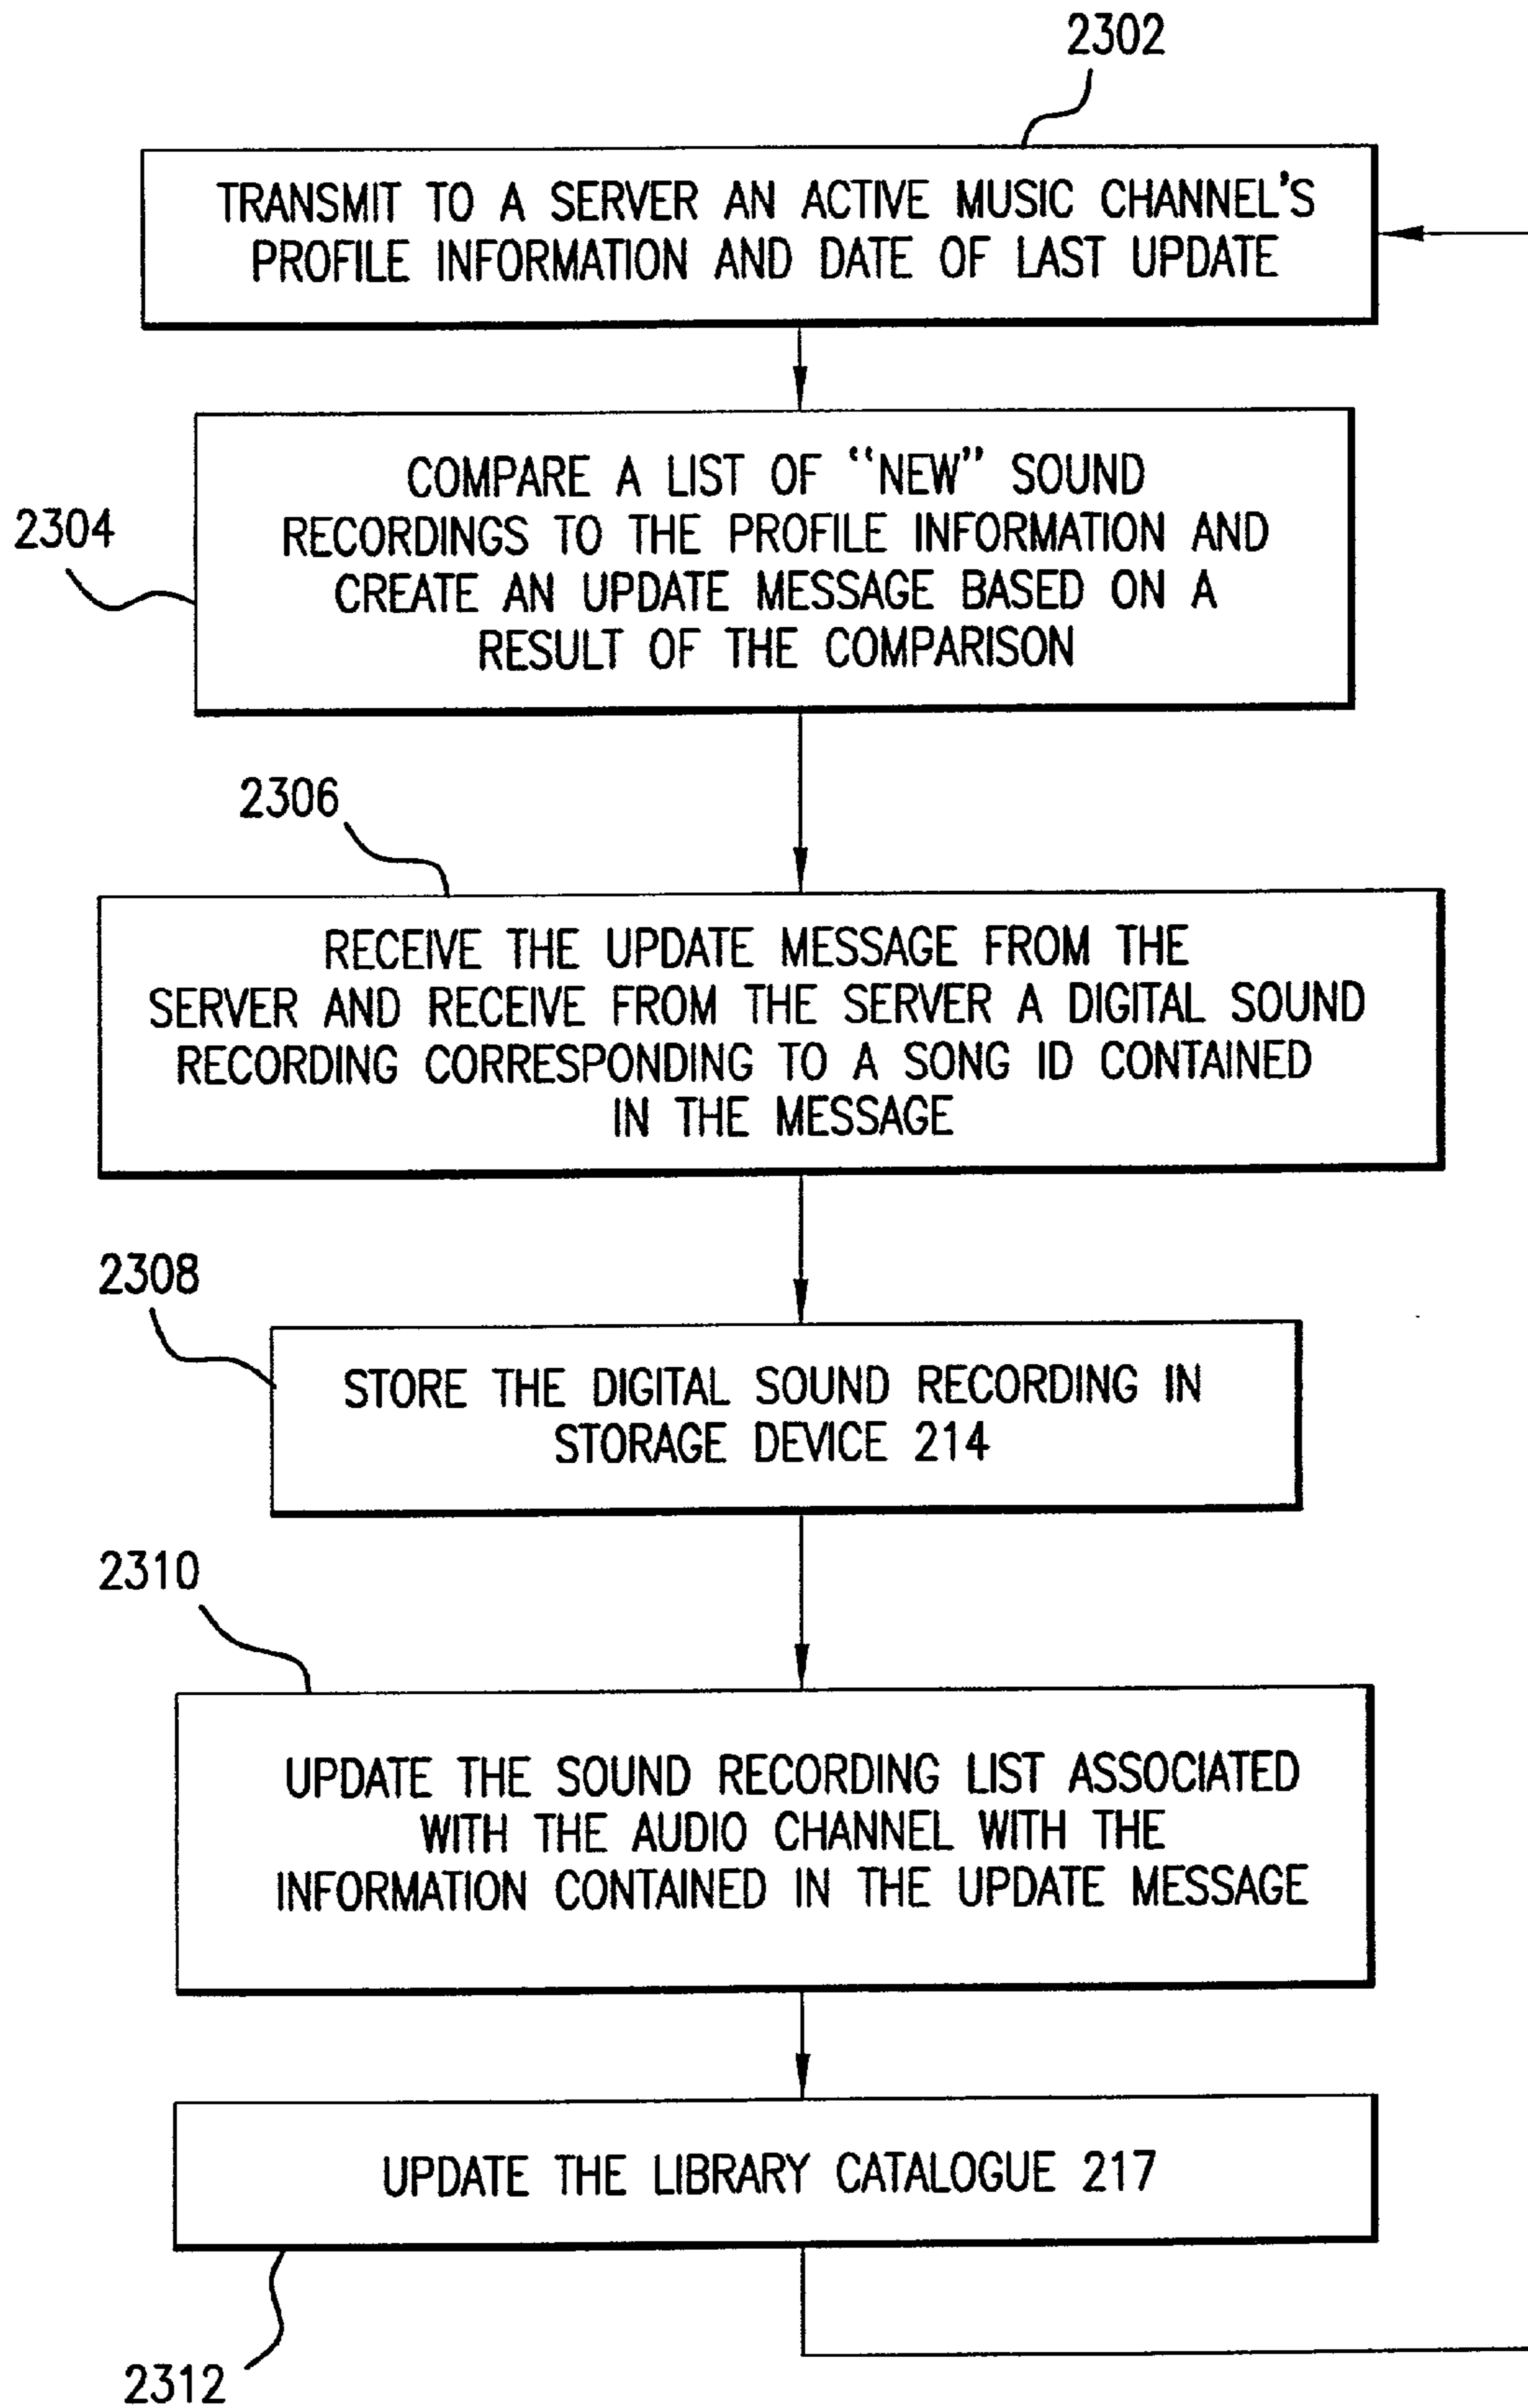 2302
TRANSMIT TO A SERVER AN ACTIVE MUSIC CHANNEL'S
PROFILE INFORMATION AND DATE OF LAST UPDATE
2304
COMPARE A LIST OF “NEW” SOUND
RECORDINGS TO THE PROFILE INFORMATION AND
CREATE AN UPDATE MESSAGE BASED ON A
RESULT OF THE COMPARISON
2306
RECEIVE THE UPDATE MESSAGE FROM THE
SERVER AND RECEIVE FROM THE SERVER A DIGITAL SOUND
RECORDING CORRESPONDING TO A SONG ID CONTAINED
IN THE MESSAGE
2308
STORE THE DIGITAL SOUND RECORDING IN
STORAGE DEVICE 214
2310
UPDATE THE SOUND RECORDING LIST ASSOCIATED
WITH THE AUDIO CHANNEL WITH THE
INFORMATION CONTAINED IN THE UPDATE MESSAGE
UPDATE THE LIBRARY CATALOGUE 217
2312